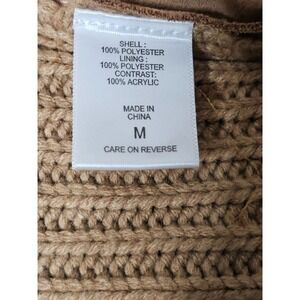 SHELL :
100% POLYESTER
LINING :
100% POLYESTER
CONTRAST:
100% ACRYLIC
MADE IN
CHINA
M
CARE ON REVERSE